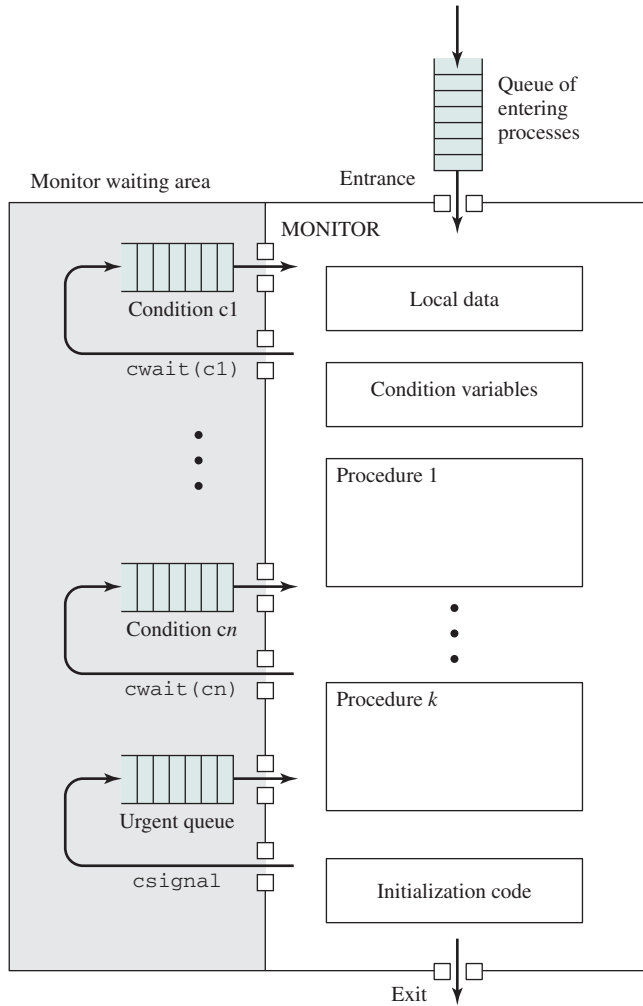 Queue of
entering
processes
Entrance
Monitor waiting area
MONITOR
Condition c1
Local data
cwait(c1)
Condition variables
Procedure 1
Condition cn
cwait(cn)
Procedure k
Urgent queue
csignal
Initialization code
Exit